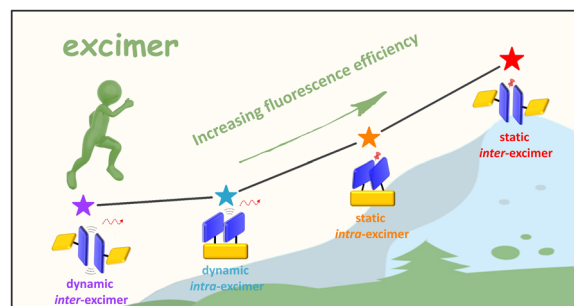 excimer
Increasing fluorescence efficiency
static
inter-excimer
static
intra-excimer
dynamic
intra-excimer
dynamic
inter-excimer